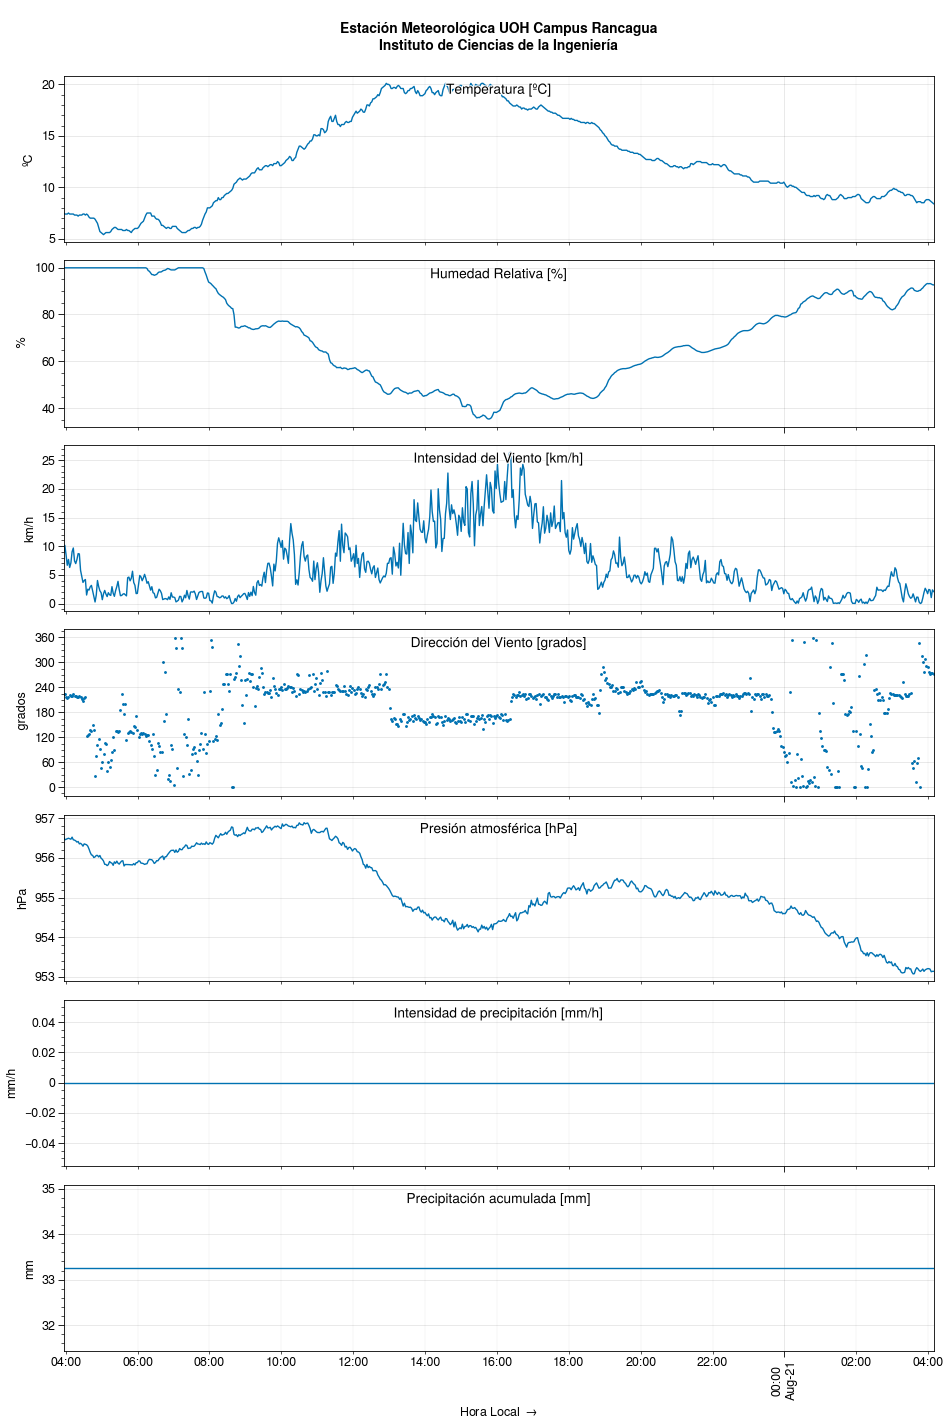 Estación Meteorológica UOH Campus Rancagua
Instituto de Ciencias de la Ingeniería
Temperatura [ºC]
ºC
20
15
10
5
Humedad Relativa [%]
%
100
80
60
40
Intensidad del Viento [km/h]
km/h
25
20
15
10
5
0
Dirección del Viento [grados]
grados
360
300
240
180
120
60
0
Presión atmosférica [hPa]
hPa
957
956
955
954
953
Intensidad de precipitación [mm/h]
mm/h
0.04
0.02
0
−0.02
−0.04
Precipitación acumulada [mm]
mm
35
34
33
32
04:00 06:00 08:00 10:00 12:00 14:00 16:00 18:00 20:00 22:00 00:00 02:00 04:00
Aug-21
Hora Local →